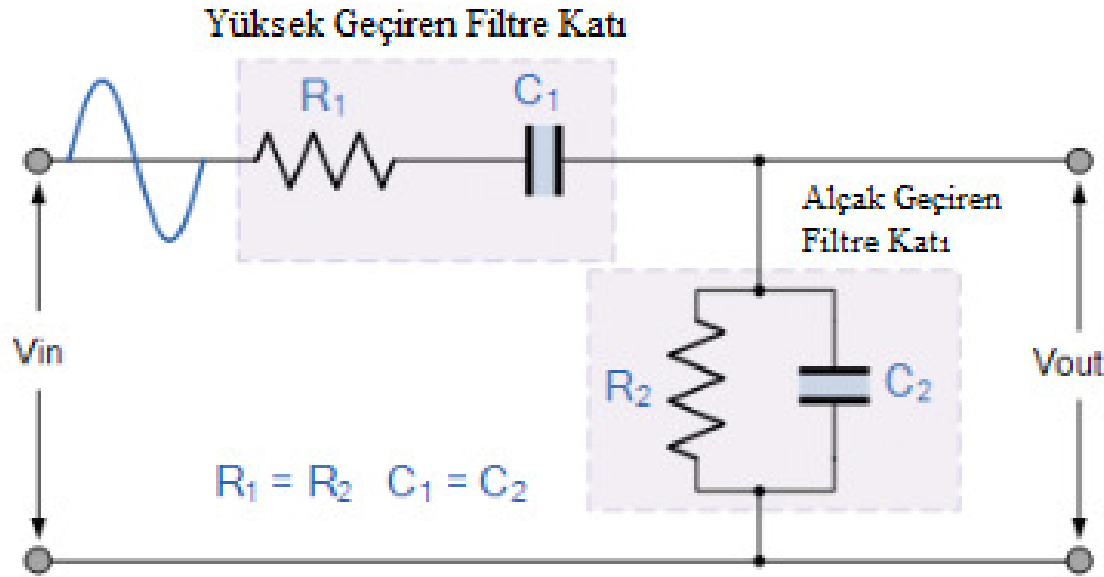 Yüksek Geçiren Filtre Katı
R₁
C₁
Alçak Geçiren
Filtre Katı
Vin
R₂
C₂
Vout
R₁ = R₂ C₁ = C₂